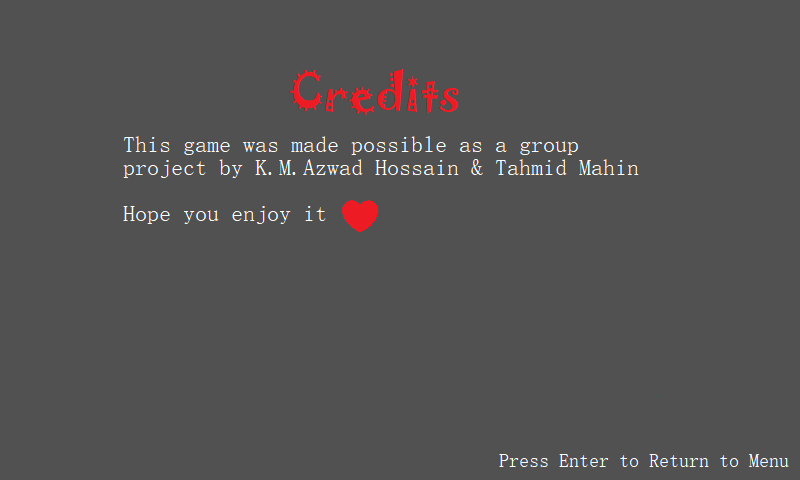 Credits
This game was made possible as a group
project by K.M.Azwad Hossain & Tahmid Mahin
Hope you enjoy it
Press Enter to Return to Menu